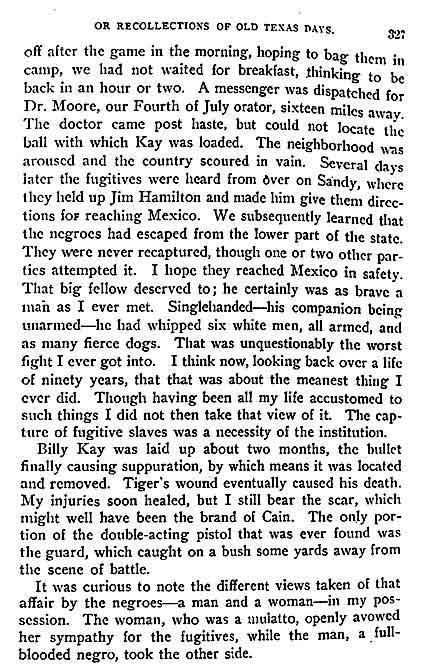 OR RECOLLECTIONS OF OLD TEXAS DAYS. 327
off after the game in the morning, hoping to bag them in
camp, we had not waited for breakfast, thinking to be
back in an hour or two. A messenger was dispatched for
Dr. Moore, our Fourth of July orator, sixteen miles away.
The doctor came post haste, but could not locate the
ball with which Kay was loaded. The neighborhood was
aroused and the country scoured in vain. Several days
later the fugitives were heard from over on Sandy, where
they held up Jim Hamilton and made him give them direc-
tions for reaching Mexico. We subsequently learned that
the negroes had escaped from the lower part of the state.
They were never recaptured, though one or two other par-
ties attempted it. I hope they reached Mexico in safety.
That big fellow deserved to; he certainly was as brave a
man as I ever met. Singlehanded—his companion being
unarmed—he had whipped six white men, all armed, and
as many fierce dogs. That was unquestionably the worst
fight I ever got into. I think now, looking back over a life
of ninety years, that that was about the meanest thing I
ever did. Though having been all my life accustomed to
such things I did not then take that view of it. The cap-
ture of fugitive slaves was a necessity of the institution.
Billy Kay was laid up about two months, the bullet
finally causing suppuration, by which means it was located
and removed. Tiger's wound eventually caused his death.
My injuries soon healed, but I still bear the scar, which
might well have been the brand of Cain. The only por-
tion of the double-acting pistol that was ever found was
the guard, which caught on a bush some yards away from
the scene of battle.
It was curious to note the different views taken of that
affair by the negroes—a man and a woman—in my pos-
session. The woman, who was a mulatto, openly avowed
her sympathy for the fugitives, while the man, a full-
blooded negro, took the other side.